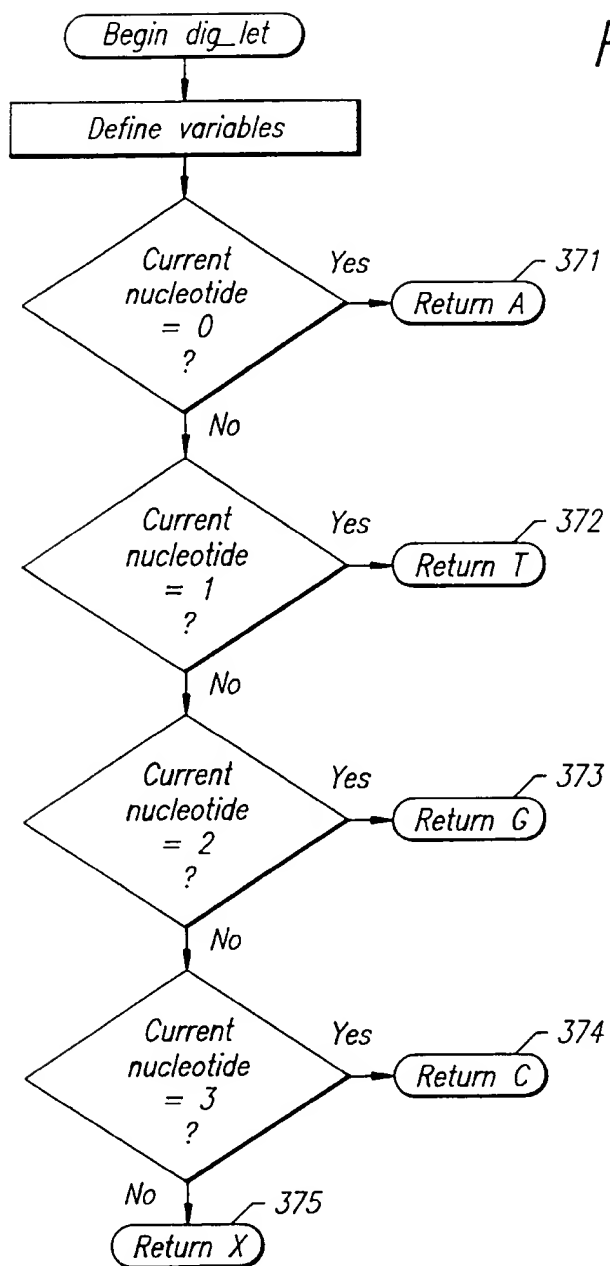 Begin dig_let
Define variables
Current
nucleotide
= 0
?
Yes
371
Return A
No
Current
nucleotide
= 1
?
Yes
372
Return T
No
Current
nucleotide
= 2
?
Yes
373
Return G
No
Current
nucleotide
= 3
?
Yes
374
Return C
No
375
Return X